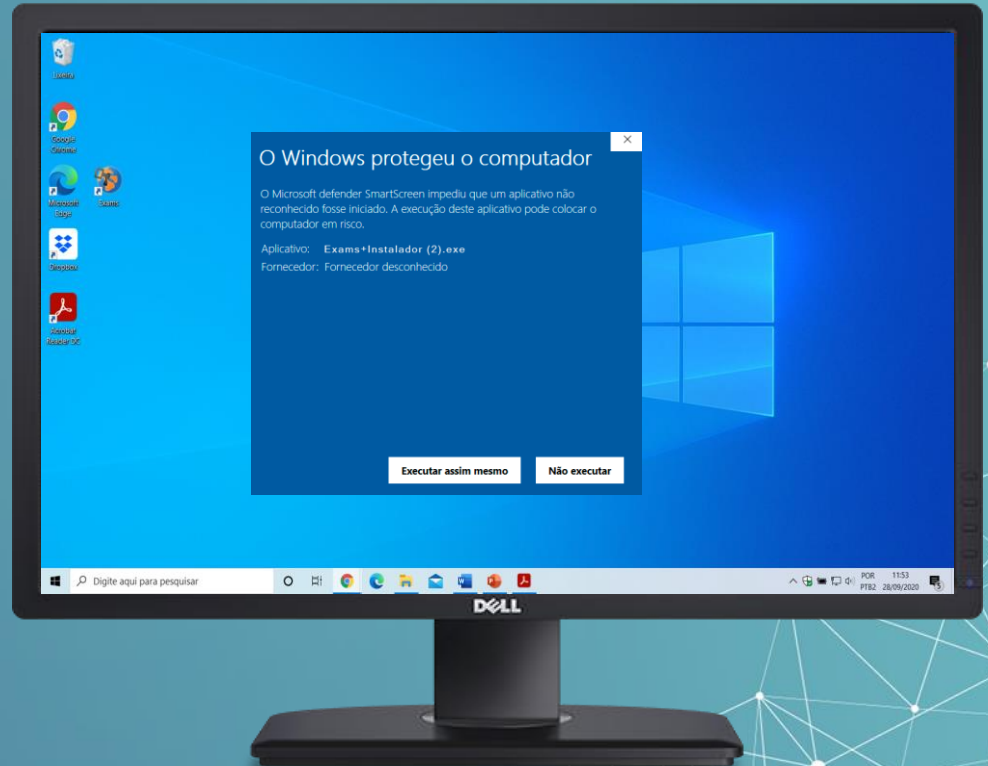 Lixeira
Google
Chrome
Microsoft
Edge
Exams
Dropbox
Acrobat
Reader DC
O Windows protegeu o computador
O Microsoft defender SmartScreen impediu que um aplicativo não
reconhecido fosse iniciado. A execução deste aplicativo pode colocar o
computador em risco.
Aplicativo: Exams+Instalador (2).exe
Fornecedor: Fornecedor desconhecido
Executar assim mesmo
Não executar
Digite aqui para pesquisar
POR
PTB2
11:53
28/09/2020
5
DELL